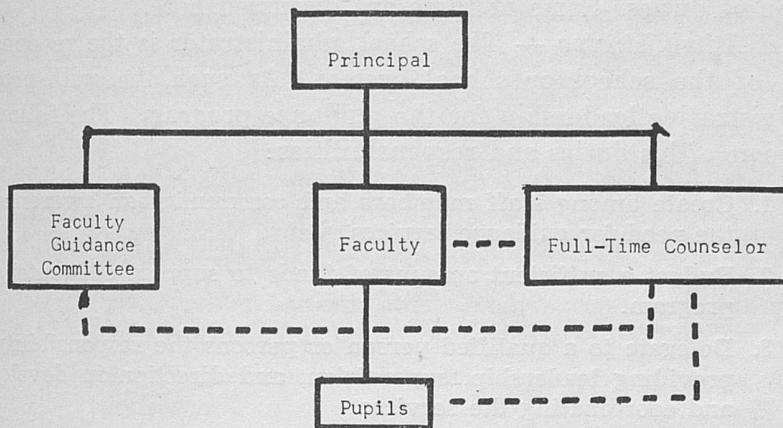 Principal
Faculty
Guidance
Committee
Faculty
Full-Time Counselor
Pupils